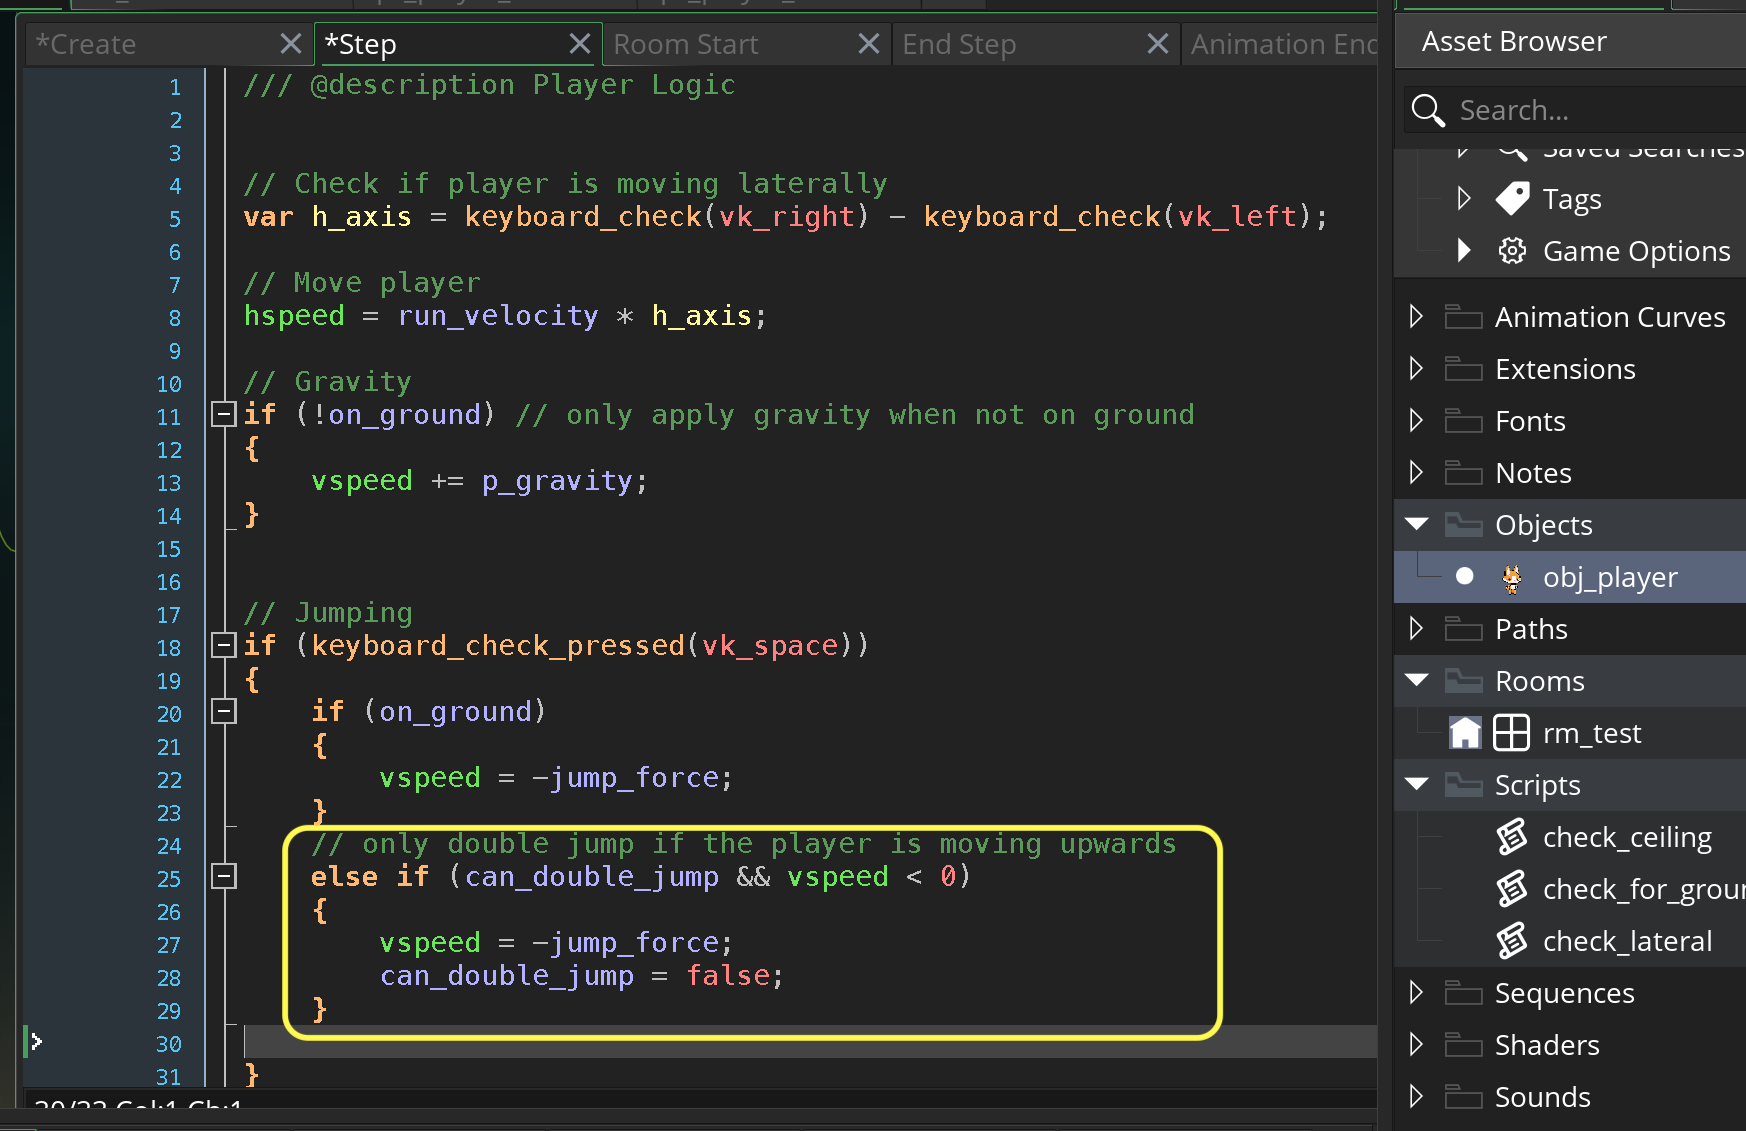 *Create
*Step
Room Start
End Step
Animation End
1 /// @description Player Logic
2
3
4 // Check if player is moving laterally
5 var h_axis = keyboard_check(vk_right) - keyboard_check(vk_left);
6
7 // Move player
8 hspeed = run_velocity * h_axis;
9
10 // Gravity
11 if (!on_ground) // only apply gravity when not on ground
12 {
13 vspeed += p_gravity;
14 }
15
16
17 // Jumping
18 if (keyboard_check_pressed(vk_space))
19 {
20 if (on_ground)
21 {
22 vspeed = -jump_force;
23 }
24 // only double jump if the player is moving upwards
25 else if (can_double_jump && vspeed < 0)
26 {
27 vspeed = -jump_force;
28 can_double_jump = false;
29 }
30
31 }
Asset Browser
Search...
Saved Searches
Tags
Game Options
Animation Curves
Extensions
Fonts
Notes
Objects
obj_player
Paths
Rooms
rm_test
Scripts
check_ceiling
check_for_grou
check_lateral
Sequences
Shaders
Sounds